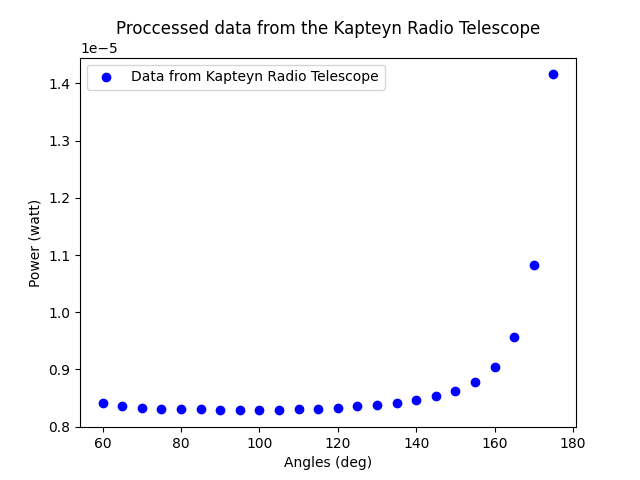 Proccessed data from the Kapteyn Radio Telescope
1e−5
Data from Kapteyn Radio Telescope
1.4
1.3
1.2
1.1
1.0
0.9
0.8
Power (watt)
60 80 100 120 140 160 180
Angles (deg)